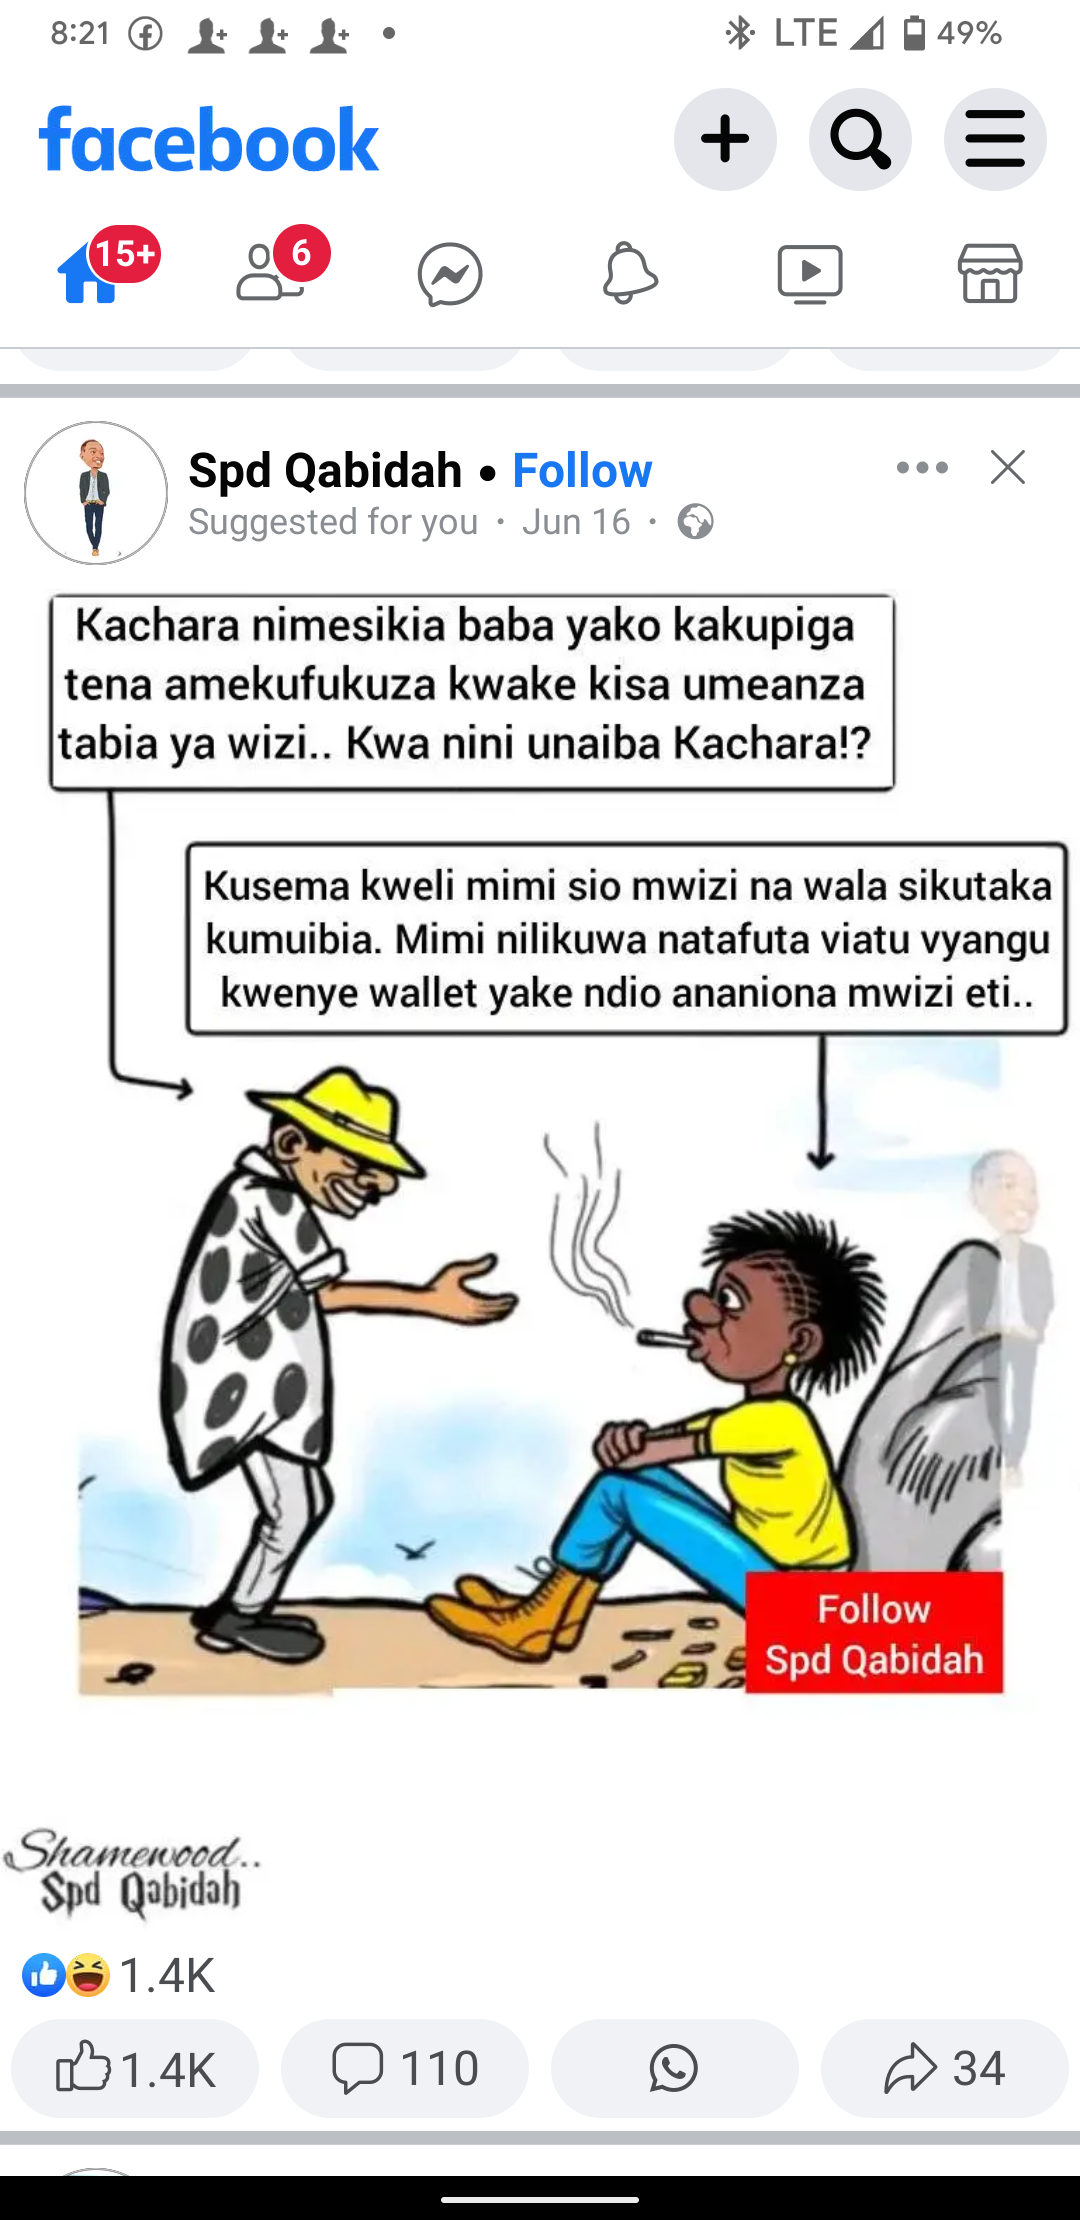 8:21
LTE 49%
facebook
15+
6
Spd Qabidah • Follow
Suggested for you · Jun 16 ·
Kachara nimesikia baba yako kakupiga
tena amekufukuza kwake kisa umeanza
tabia ya wizi.. Kwa nini unaiba Kachara!?
Kusema kweli mimi sio mwizi na wala sikutaka
kumuibia. Mimi nilikuwa natafuta viatu vyangu
kwenye wallet yake ndio ananiona mwizi eti..
Follow
Spd Qabidah
Shamewood..
Spd Qabidah
1.4K
1.4K
110
34